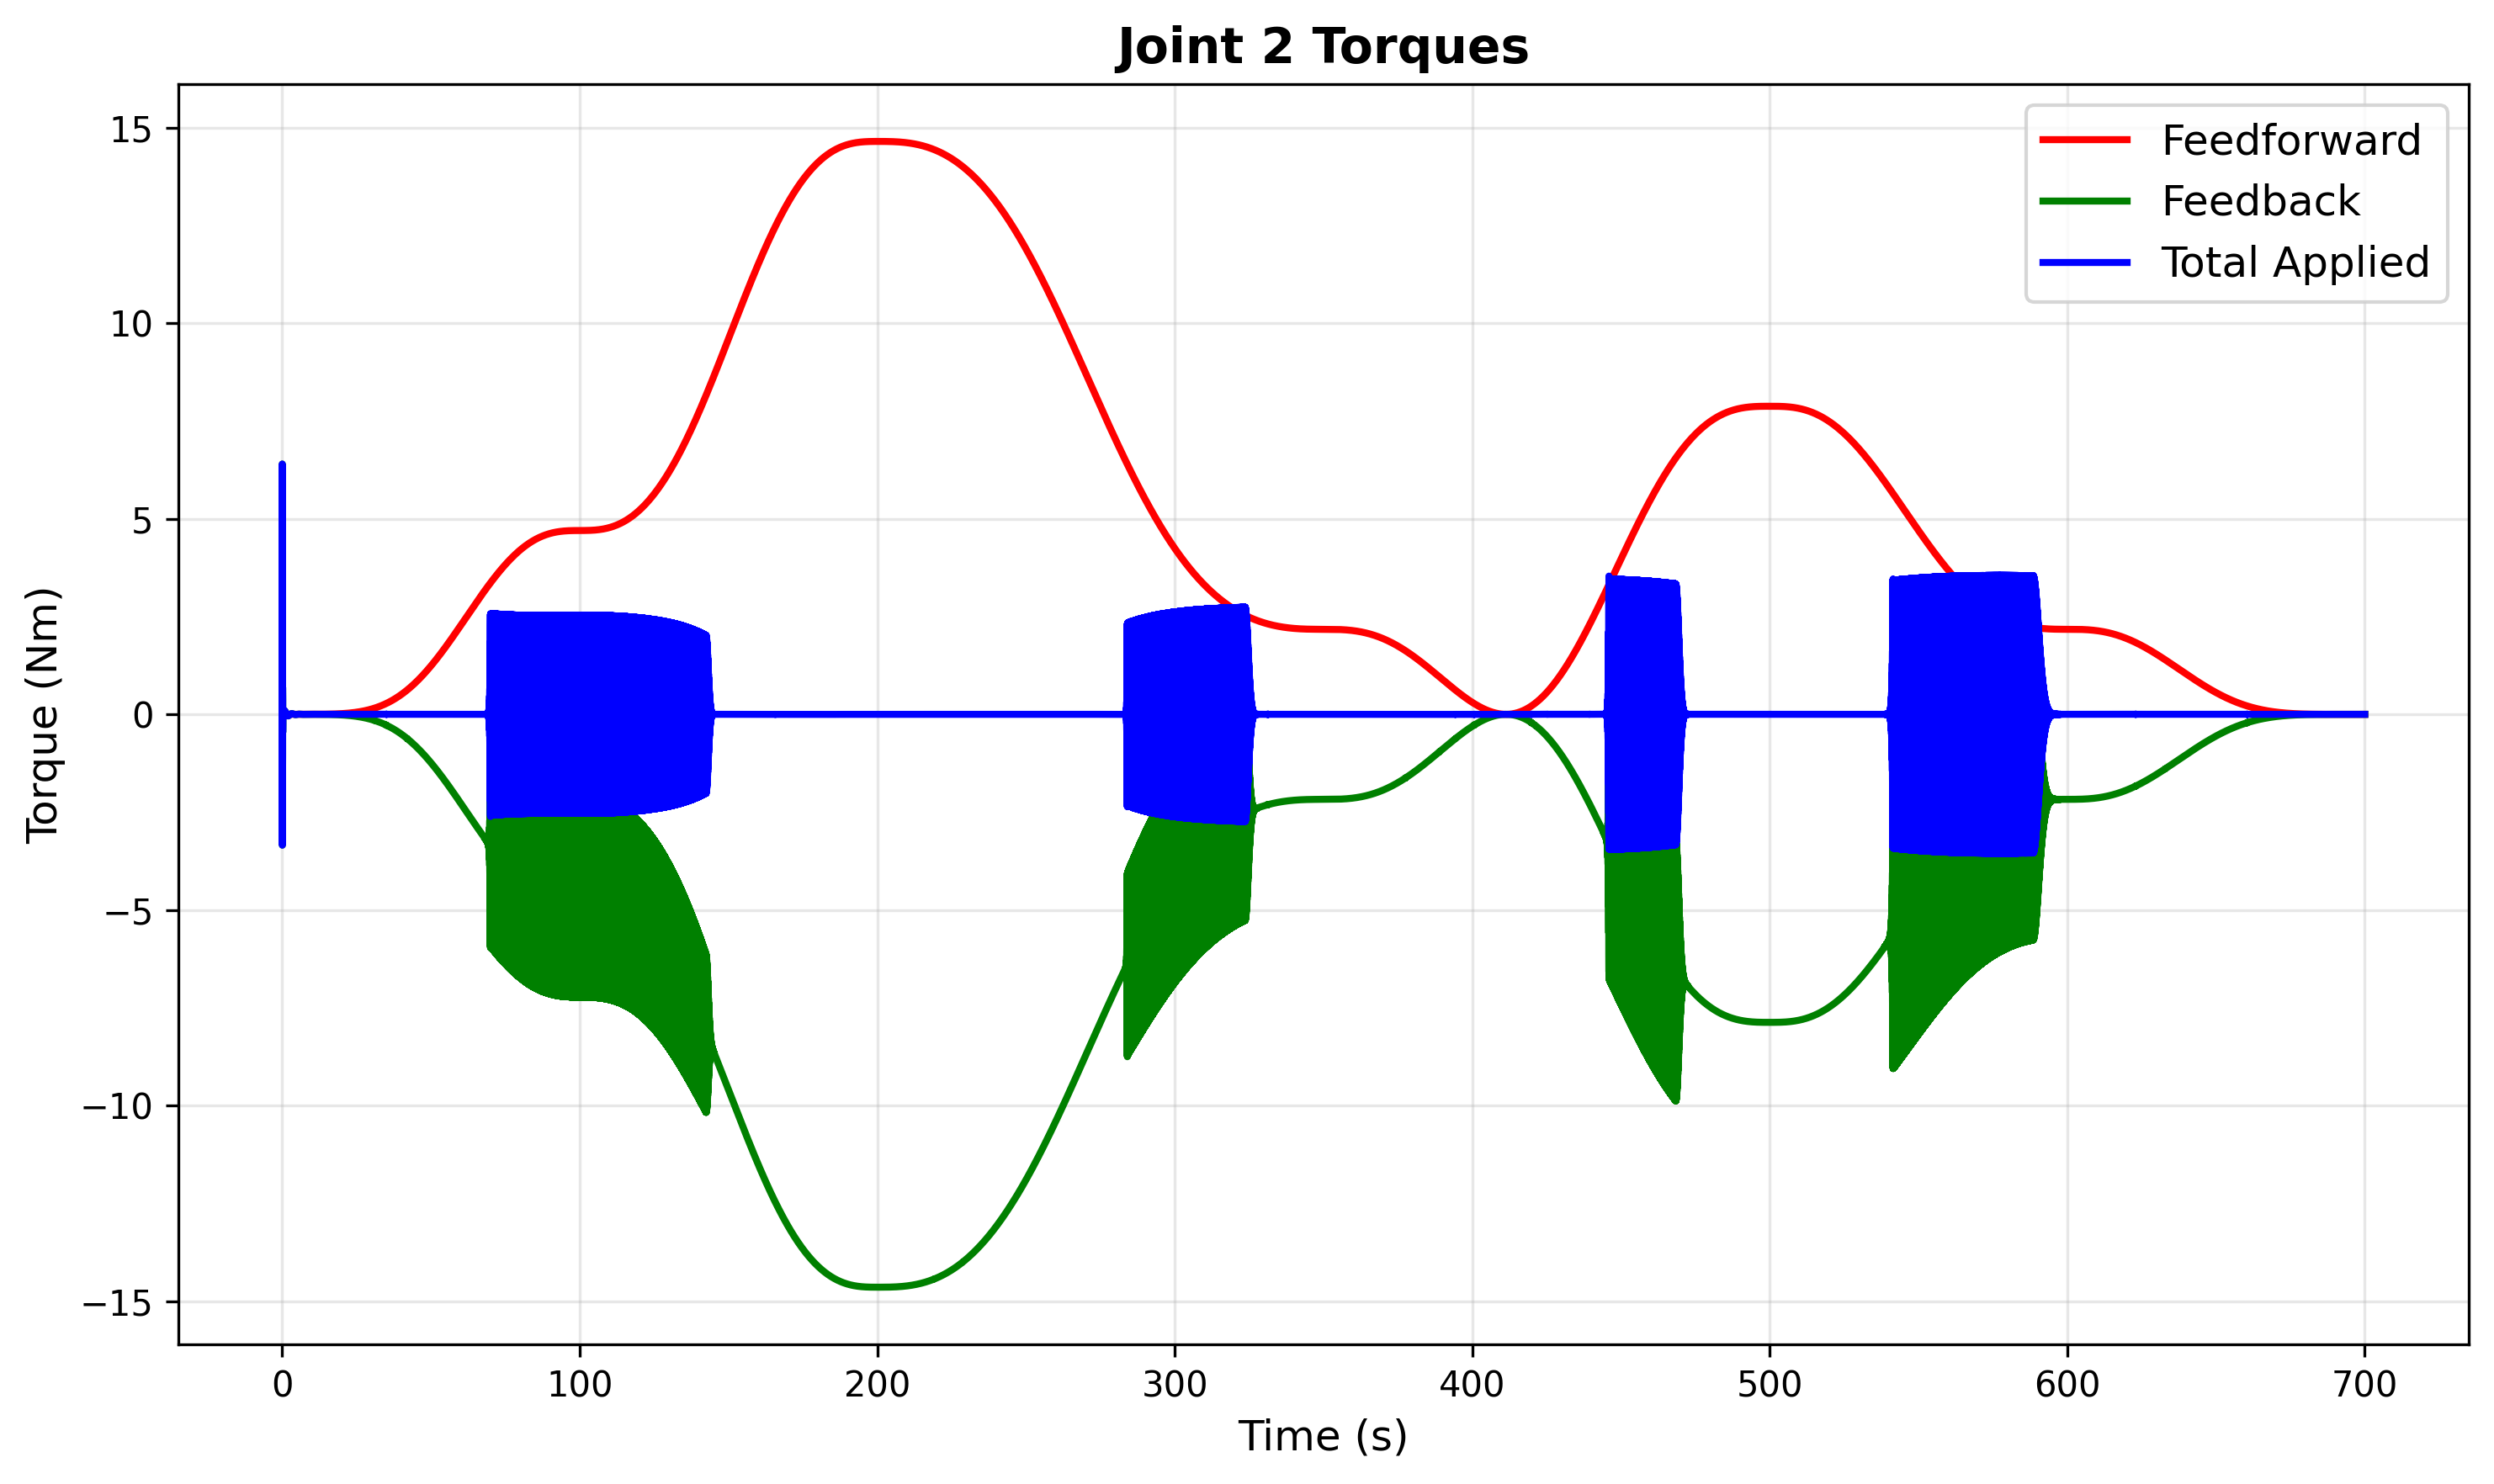 Joint 2 Torques
Feedforward
Feedback
Total Applied
Torque (Nm)
15
10
5
0
−5
−10
−15
0 100 200 300 400 500 600 700
Time (s)